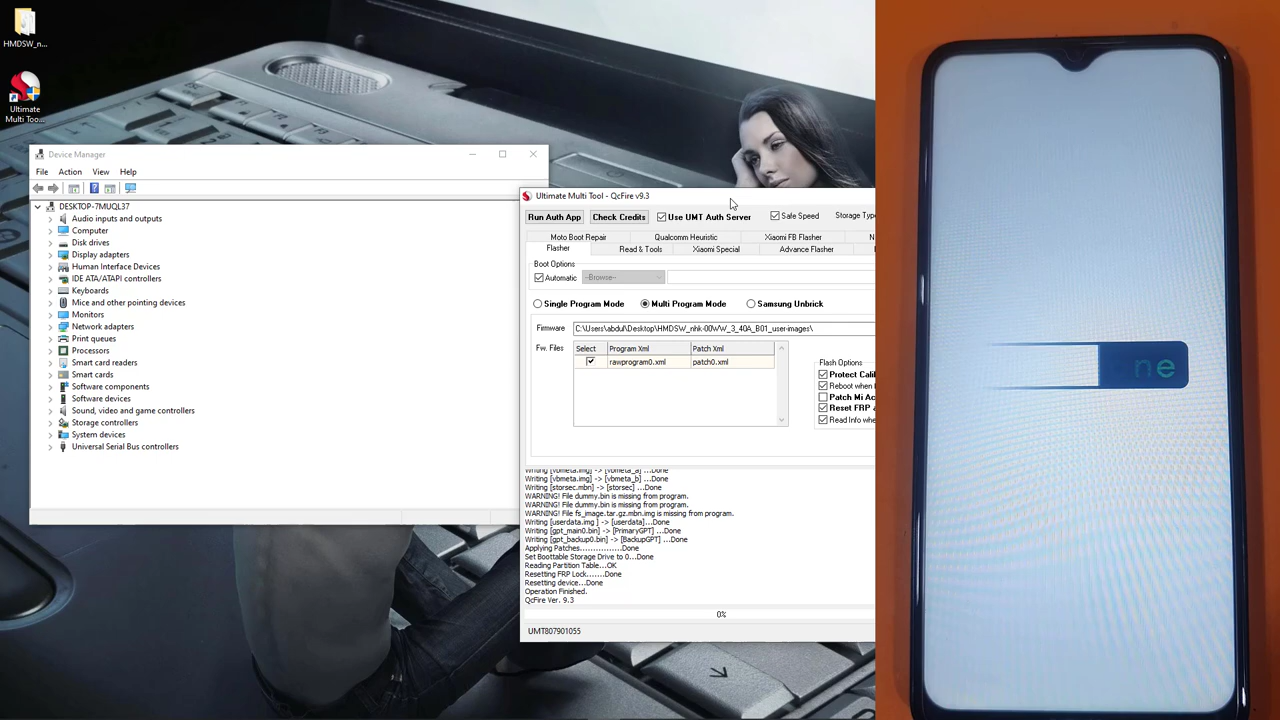 HMDSW_n...
Ultimate
Multi Too...
Device Manager
File Action View Help
DESKTOP-7MUQL37
Audio inputs and outputs
Computer
Disk drives
Display adapters
Human Interface Devices
IDE ATA/ATAPI controllers
Keyboards
Mice and other pointing devices
Monitors
Network adapters
Print queues
Processors
Smart card readers
Smart cards
Software components
Software devices
Sound, video and game controllers
Storage controllers
System devices
Universal Serial Bus controllers
Ultimate Multi Tool - QcFire v9.3
Run Auth App Check Credits Use UMT Auth Server Safe Speed Storage Typ
Moto Boot Repair Qualcomm Heuristic Xiaomi FB Flasher N
Flasher Read & Tools Xiaomi Special Advance Flasher
Boot Options
Automatic --Browse--
Single Program Mode Multi Program Mode Samsung Unbrick
Firmware C:\Users\abdul\Desktop\HMDSW_nhk-00WW_3_40A_B01_user-images\
Fw. Files Select Program Xml Patch Xml
rawprogram0.xml patch0.xml
Flash Options
Protect Cali
Reboot when
Patch Mi Ac
Reset FRP
Read Info whe
Writing [vbmeta.img] -> [vbmeta_a] ...Done
Writing [vbmeta.img] -> [vbmeta_b] ...Done
Writing [storsec.mbn] -> [storsec] ...Done
WARNING! File dummy.bin is missing from program.
WARNING! File dummy.bin is missing from program.
WARNING! File fs_image.tar.gz.mbn.img is missing from program.
Writing [userdata.img ] -> [userdata]...Done
Writing [gpt_main0.bin] -> [PrimaryGPT] ...Done
Writing [gpt_backup0.bin] -> [BackupGPT] ...Done
Applying Patches...............Done
Set Boottable Storage Drive to 0...Done
Reading Partition Table...OK
Resetting FRP Lock......Done
Resetting device...Done
Operation Finished.
QcFire Ver. 9.3
0%
UMT807901055
ne